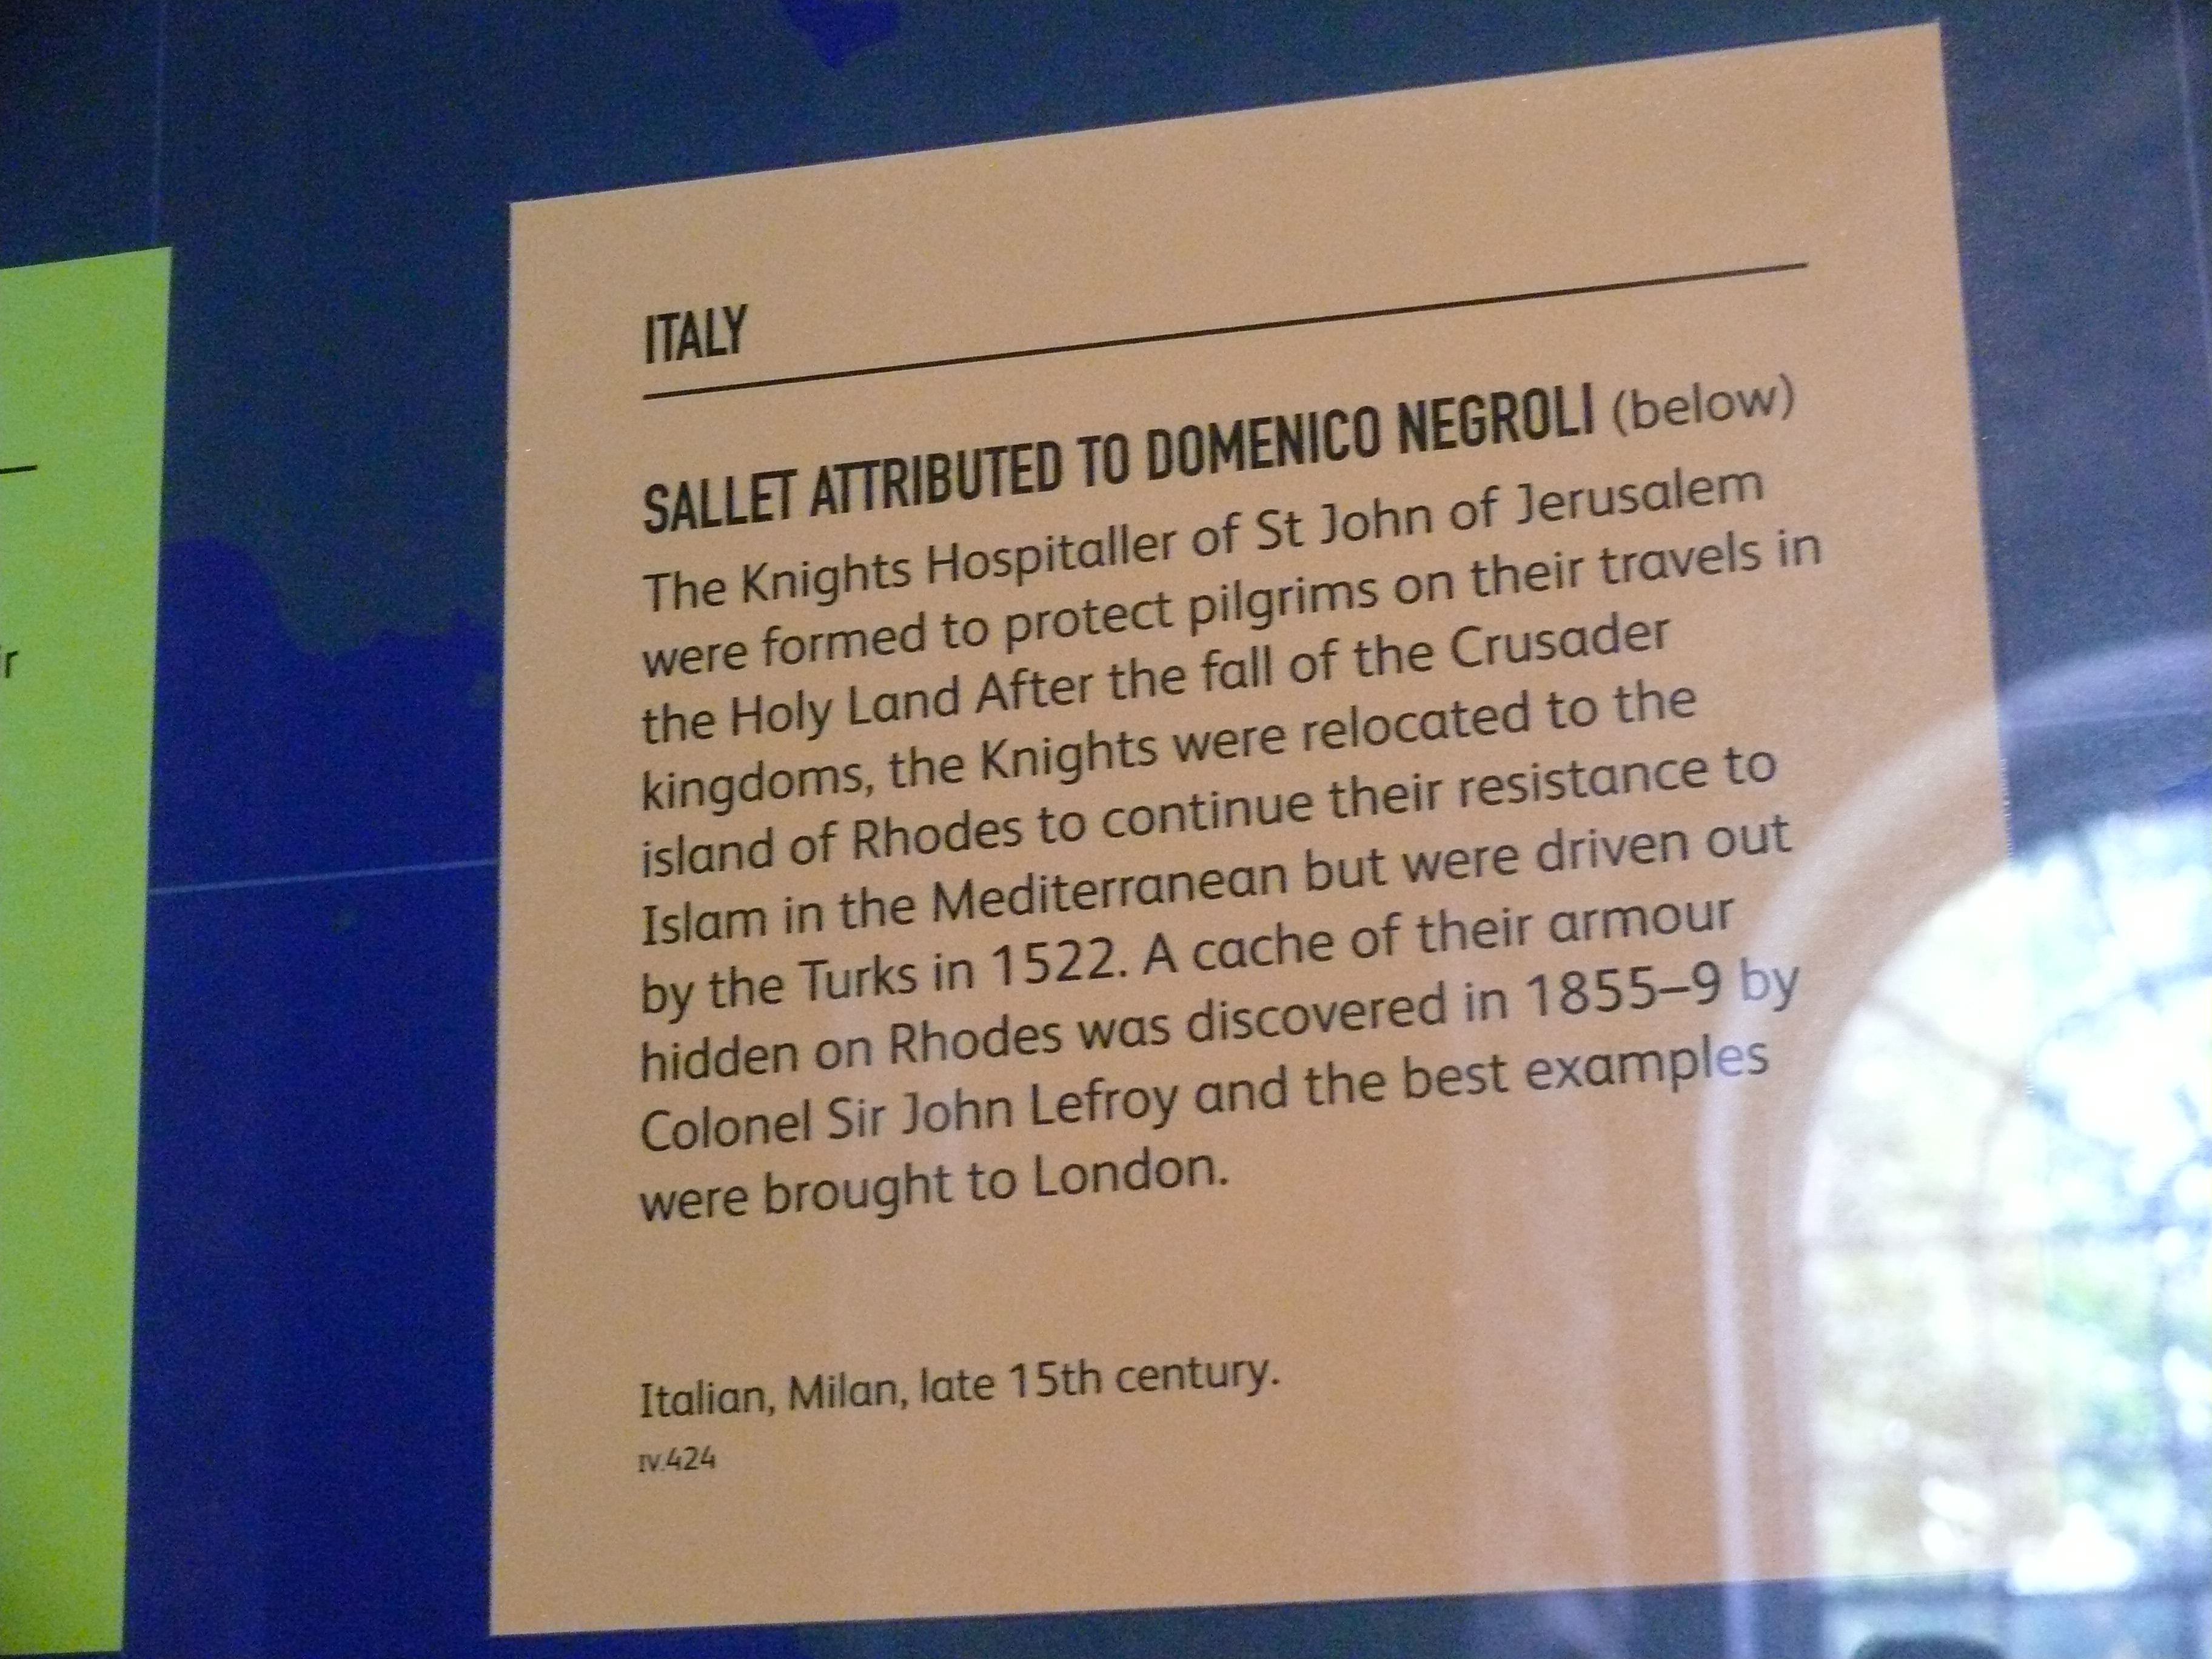 ITALY
SALLET ATTRIBUTED TO DOMENICO NEGROLI (below)
The Knights Hospitaller of St John of Jerusalem
were formed to protect pilgrims on their travels in
the Holy Land After the fall of the Crusader
kingdoms, the Knights were relocated to the
island of Rhodes to continue their resistance to
Islam in the Mediterranean but were driven out
by the Turks in 1522. A cache of their armour
hidden on Rhodes was discovered in 1855–9 by
Colonel Sir John Lefroy and the best examples
were brought to London.
Italian, Milan, late 15th century.
IV.424